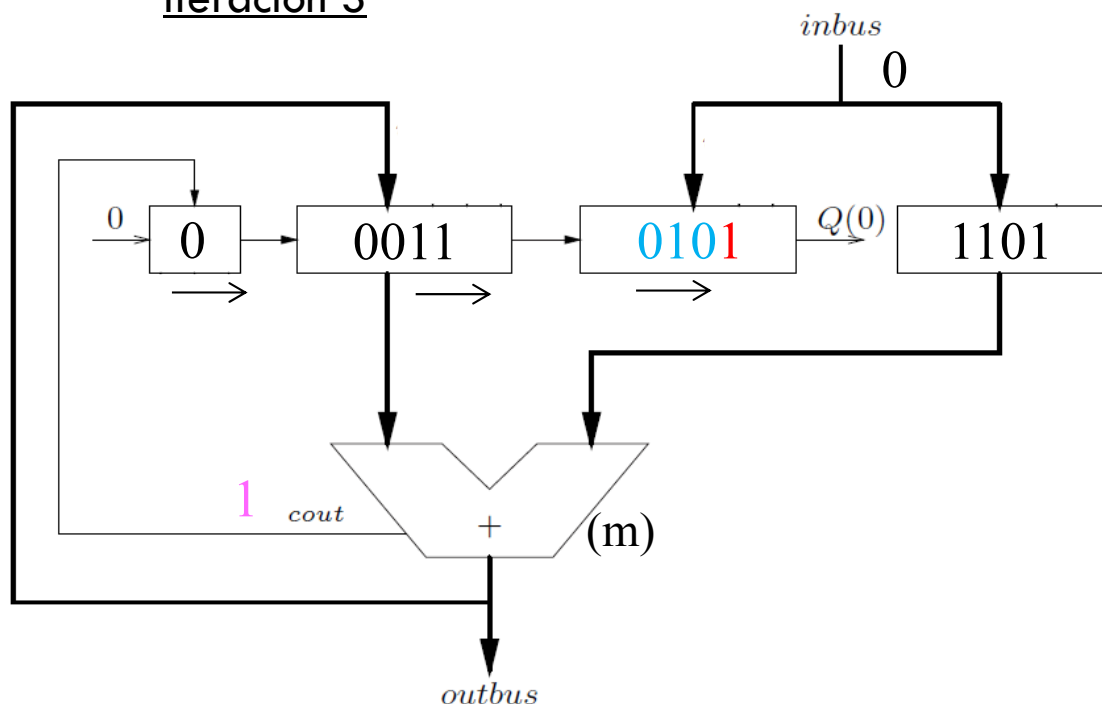 Iteración 3
inbus
0
0
0
0011
0101
Q(0)
1101
1
cout
+
(m)
outbus